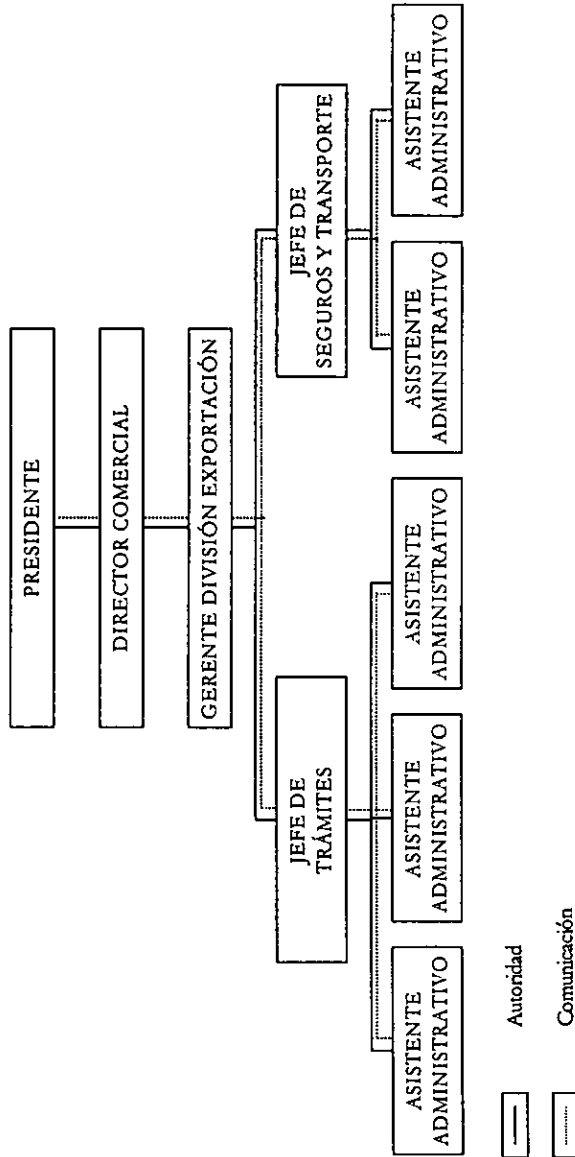 PRESIDENTE
DIRECTOR COMERCIAL
GERENTE DIVISIÓN EXPORTACIÓN
JEFE DE
TRÁMITES
JEFE DE
SEGUROS Y TRANSPORTE
ASISTENTE
ADMINISTRATIVO
ASISTENTE
ADMINISTRATIVO
ASISTENTE
ADMINISTRATIVO
ASISTENTE
ADMINISTRATIVO
ASISTENTE
ADMINISTRATIVO
Autoridad
Comunicación